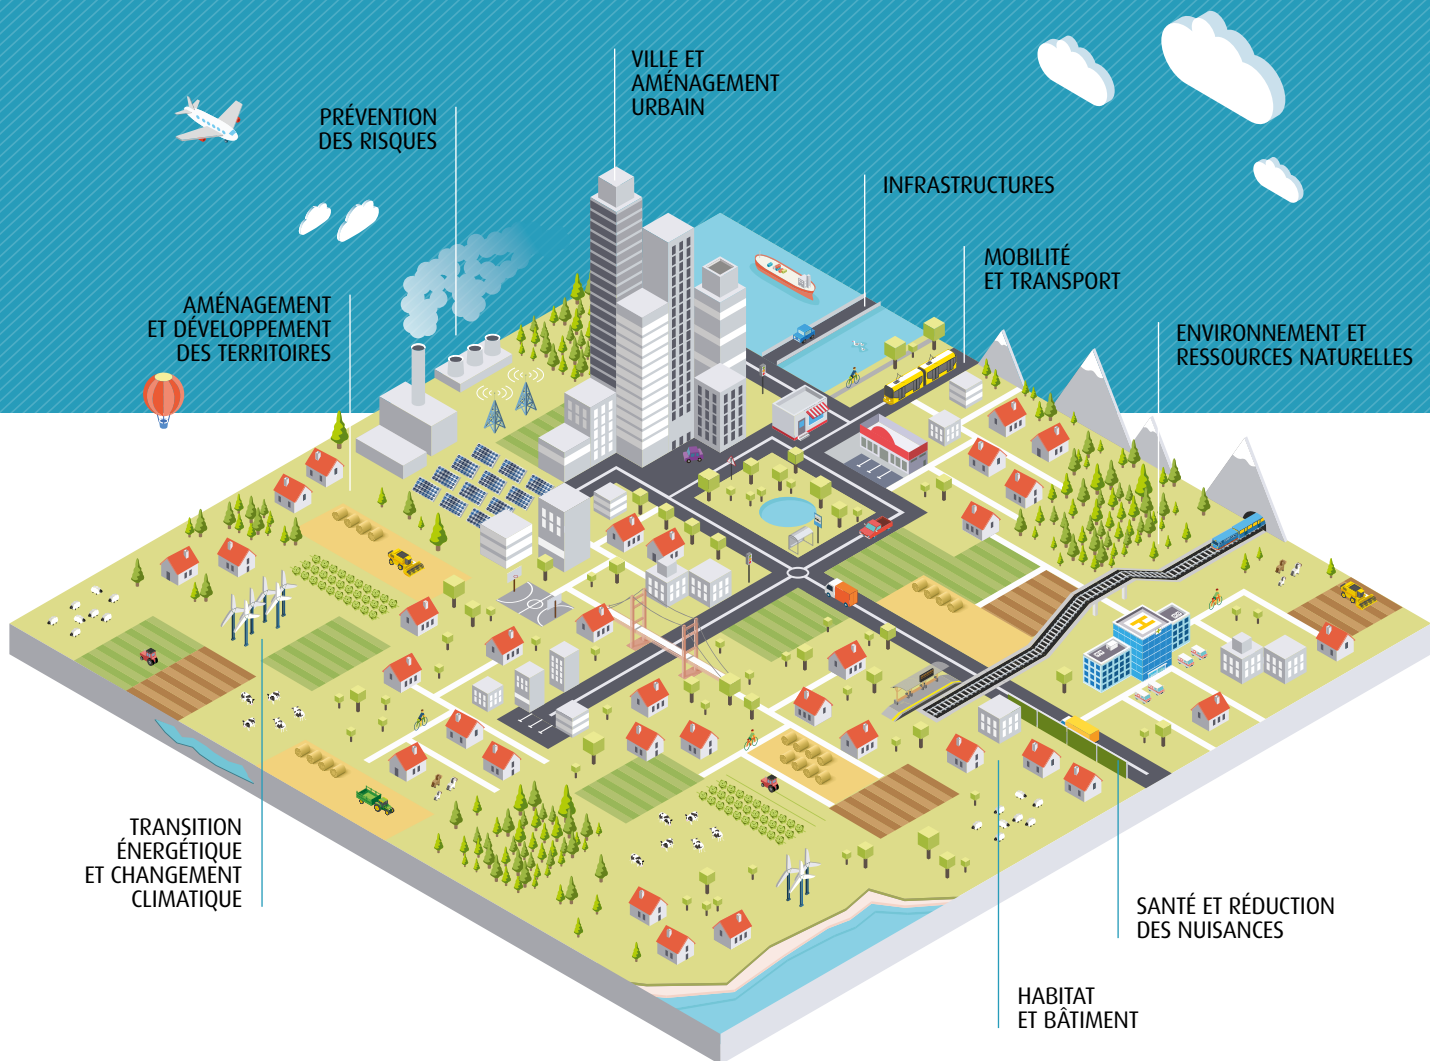 VILLE ET
AMÉNAGEMENT
URBAIN
PRÉVENTION
DES RISQUES
INFRASTRUCTURES
MOBILITÉ
ET TRANSPORT
AMÉNAGEMENT
ET DÉVELOPPEMENT
DES TERRITOIRES
ENVIRONNEMENT ET
RESSOURCES NATURELLES
H
TRANSITION
ÉNERGÉTIQUE
ET CHANGEMENT
CLIMATIQUE
SANTÉ ET RÉDUCTION
DES NUISANCES
HABITAT
ET BÂTIMENT